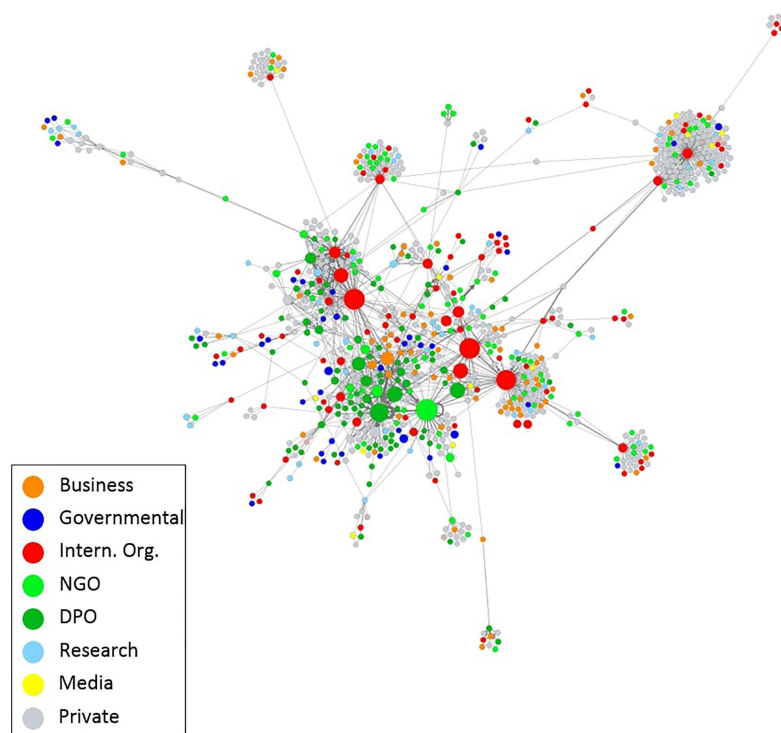 Business
Governmental
Intern. Org.
NGO
DPO
Research
Media
Private